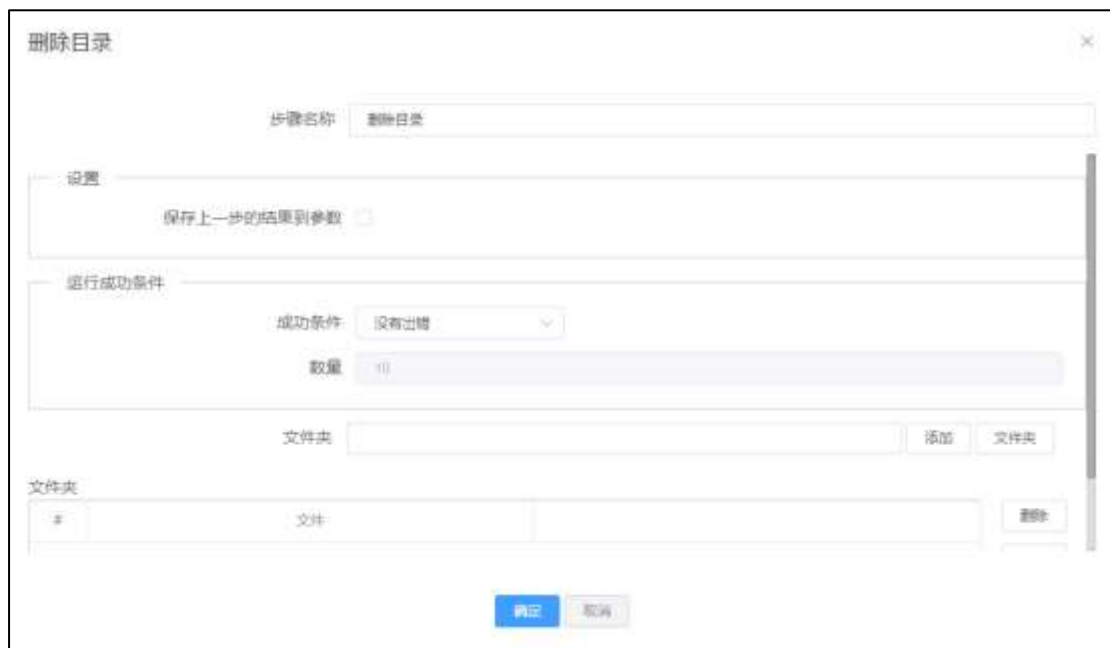 删除目录
步骤名称 删除目录
设置
保存上一步的结果到参数
运行成功条件
成功条件 没有出错
数量 10
文件夹 添加 文件夹
文件夹
# 文件 删除
确定 取消